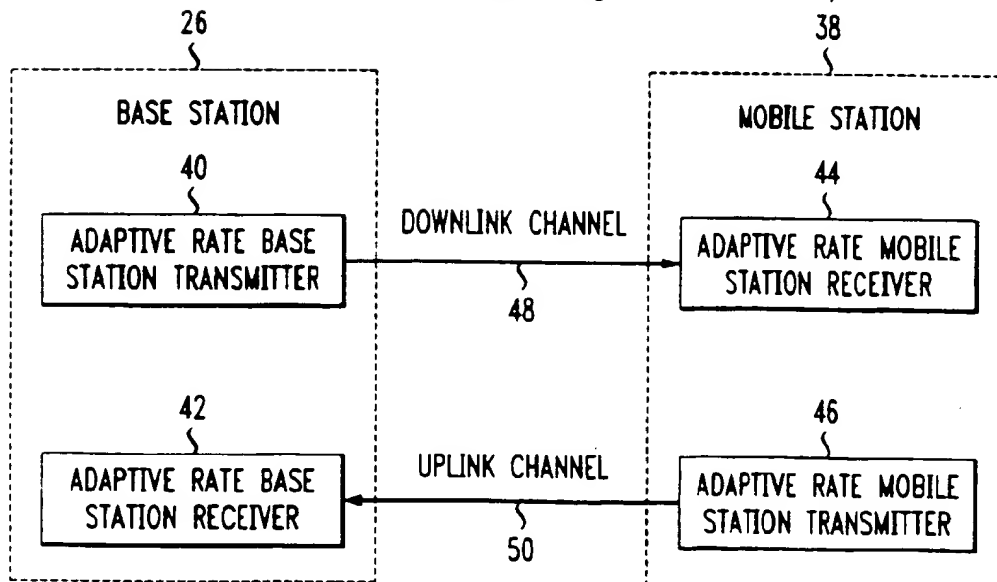 26
38
BASE STATION
MOBILE STATION
40
44
ADAPTIVE RATE BASE
STATION TRANSMITTER
DOWNLINK CHANNEL
48
ADAPTIVE RATE MOBILE
STATION RECEIVER
42
46
ADAPTIVE RATE BASE
STATION RECEIVER
UPLINK CHANNEL
50
ADAPTIVE RATE MOBILE
STATION TRANSMITTER